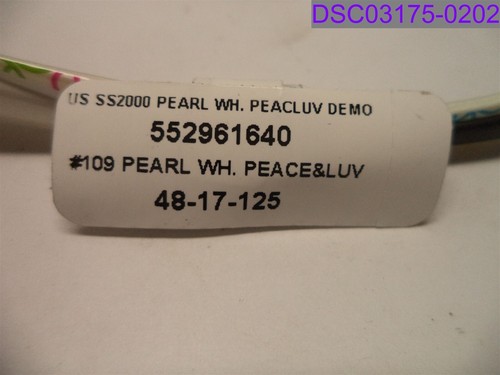 DSC03175-0202
US SS2000 PEARL WH. PEACLUV DEMO
552961640
#109 PEARL WH. PEACE&LUV
48-17-125